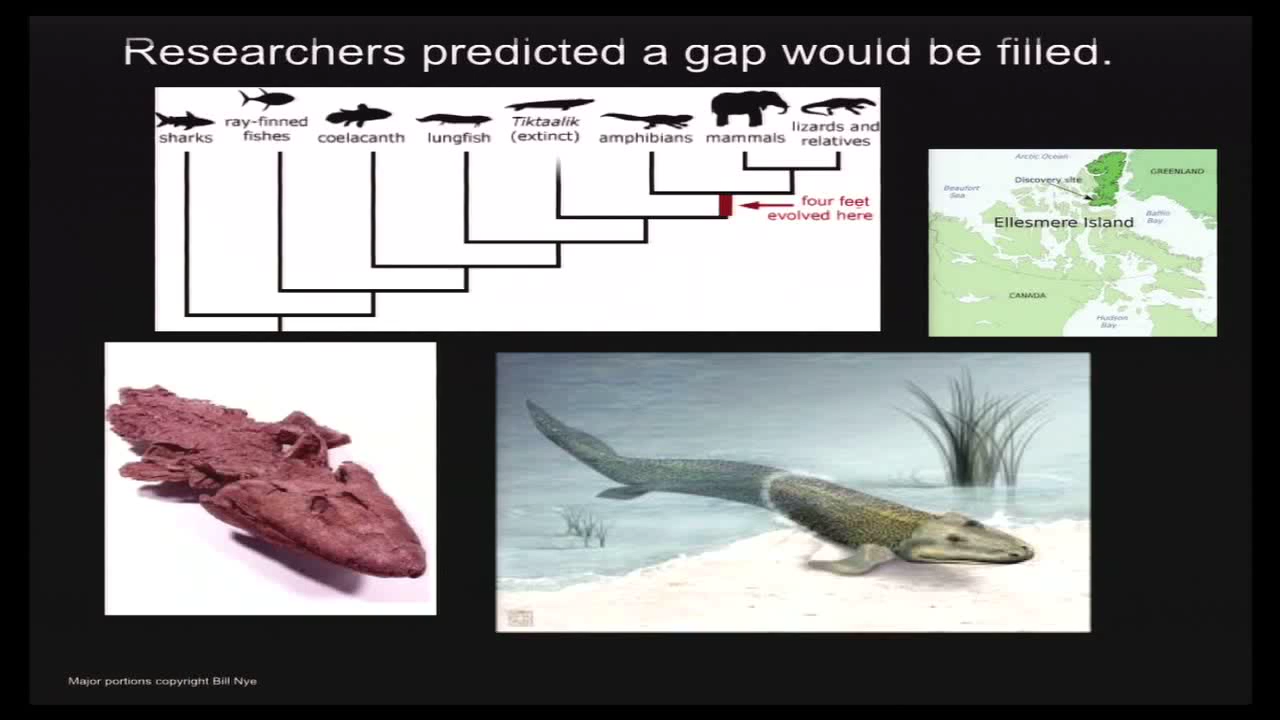 Researchers predicted a gap would be filled.
sharks
ray-finned
fishes
coelacanth
lungfish
Tiktaalik
(extinct)
amphibians
mammals
lizards and
relatives
four feet
evolved here
Arctic Ocean
GREENLAND
Discovery site
Beaufort
Sea
Baffin
Bay
Ellesmere Island
CANADA
Hudson
Bay
Major portions copyright Bill Nye